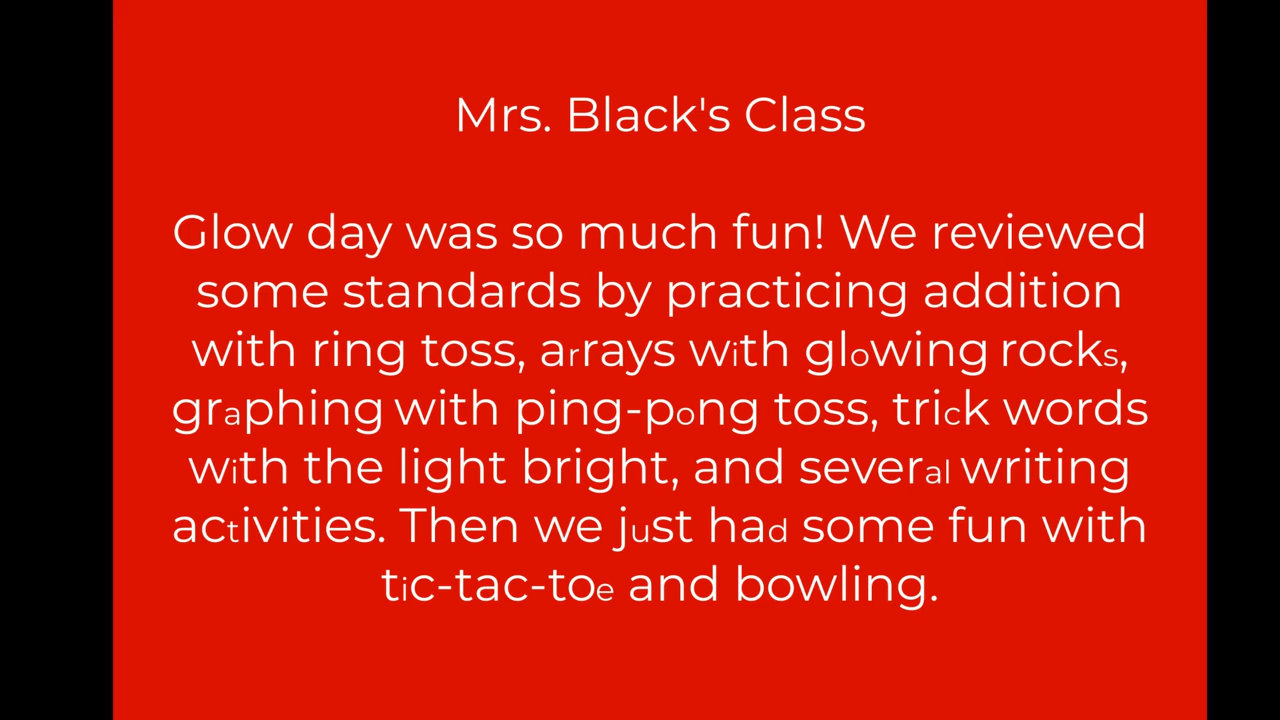 Mrs. Black's Class
Glow day was so much fun! We reviewed
some standards by practicing addition
with ring toss, arrays with glowing rocks,
graphing with ping-pong toss, trick words
with the light bright, and several writing
activities. Then we just had some fun with
tic-tac-toe and bowling.